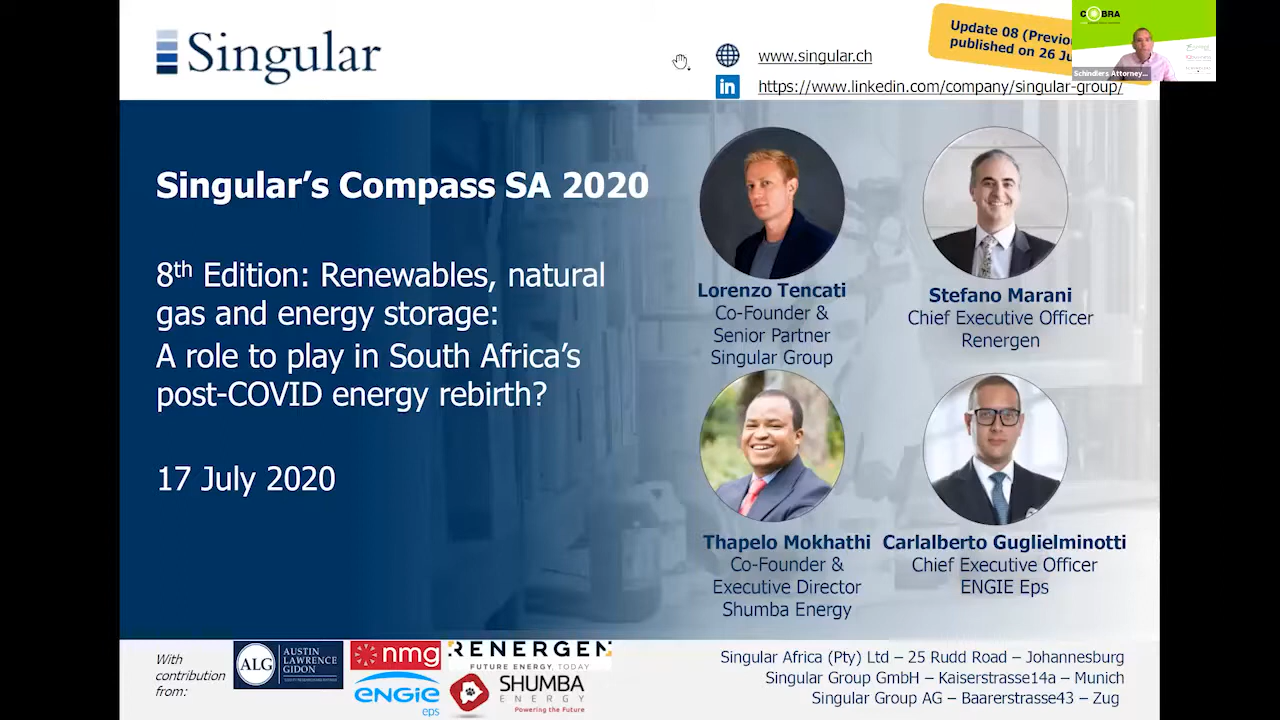 Singular
www.singular.ch
https://www.linkedin.com/company/singular-group/
in
Update 08 (Previo
published on 26 Ju
COBRA
Schindlers Attorney...
Singular's Compass SA 2020
8th Edition: Renewables, natural
gas and energy storage:
A role to play in South Africa's
post-COVID energy rebirth?
17 July 2020
Lorenzo Tencati
Co-Founder &
Senior Partner
Singular Group
Stefano Marani
Chief Executive Officer
Renergen
Thapelo Mokhathi
Co-Founder &
Executive Director
Shumba Energy
Carlalberto Guglielminotti
Chief Executive Officer
ENGIE Eps
With
contribution
from:
ALG
AUSTIN
LAWRENCE
GIDON
nmg
ENGIE
eps
RENERGEN
FUTURE ENERGY, TODAY
SHUMBA
ENERGY
Powering the Future
Singular Africa (Pty) Ltd – 25 Rudd Road – Johannesburg
Singular Group GmbH – Kaiserstrasse14a – Munich
Singular Group AG – Baarerstrasse43 – Zug